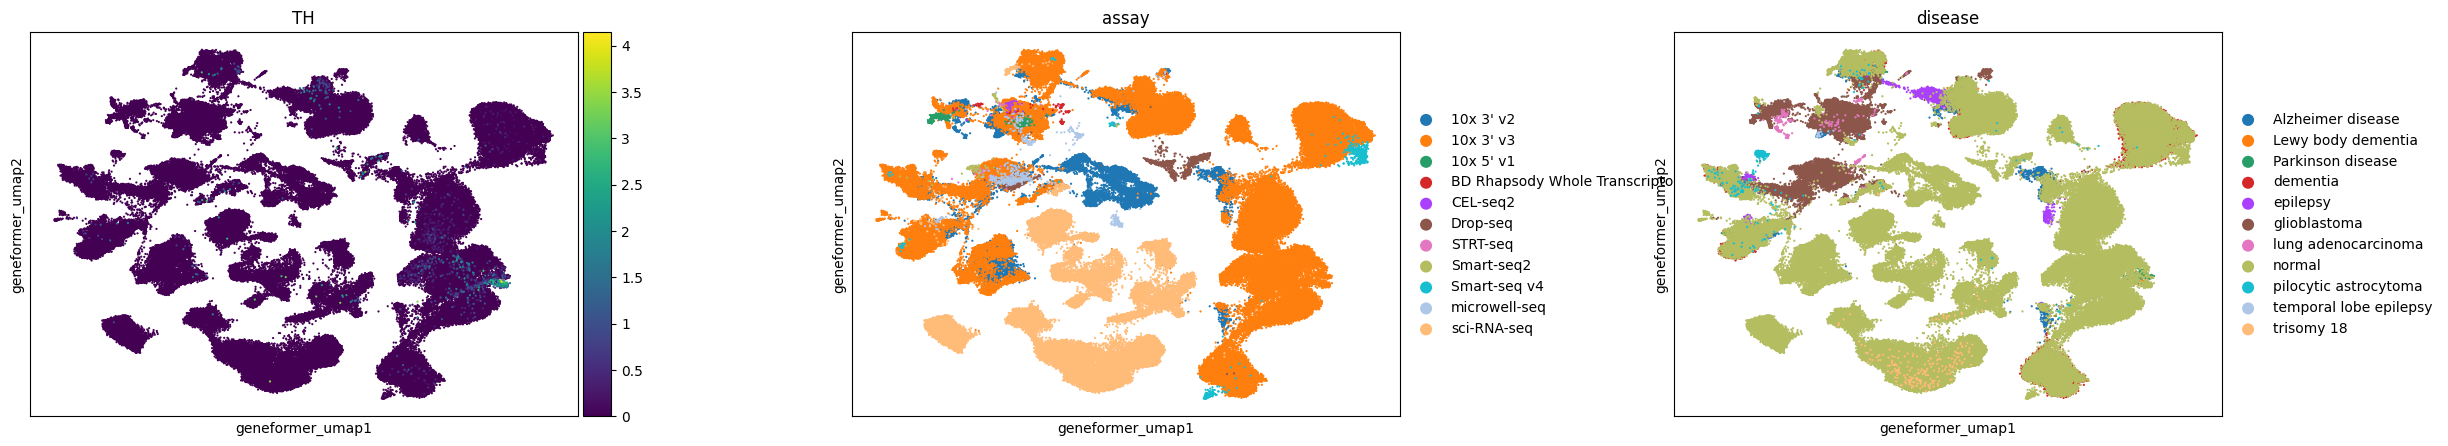 TH
geneformer_umap2
geneformer_umap1
4
3.5
3
2.5
2
1.5
1
0.5
0
assay
geneformer_umap2
geneformer_umap1
10x 3' v2
10x 3' v3
10x 5' v1
BD Rhapsody Whole Transcripto
CEL-seq2
Drop-seq
STRT-seq
Smart-seq2
Smart-seq v4
microwell-seq
sci-RNA-seq
disease
geneformer_umap2
geneformer_umap1
Alzheimer disease
Lewy body dementia
Parkinson disease
dementia
epilepsy
glioblastoma
lung adenocarcinoma
normal
pilocytic astrocytoma
temporal lobe epilepsy
trisomy 18